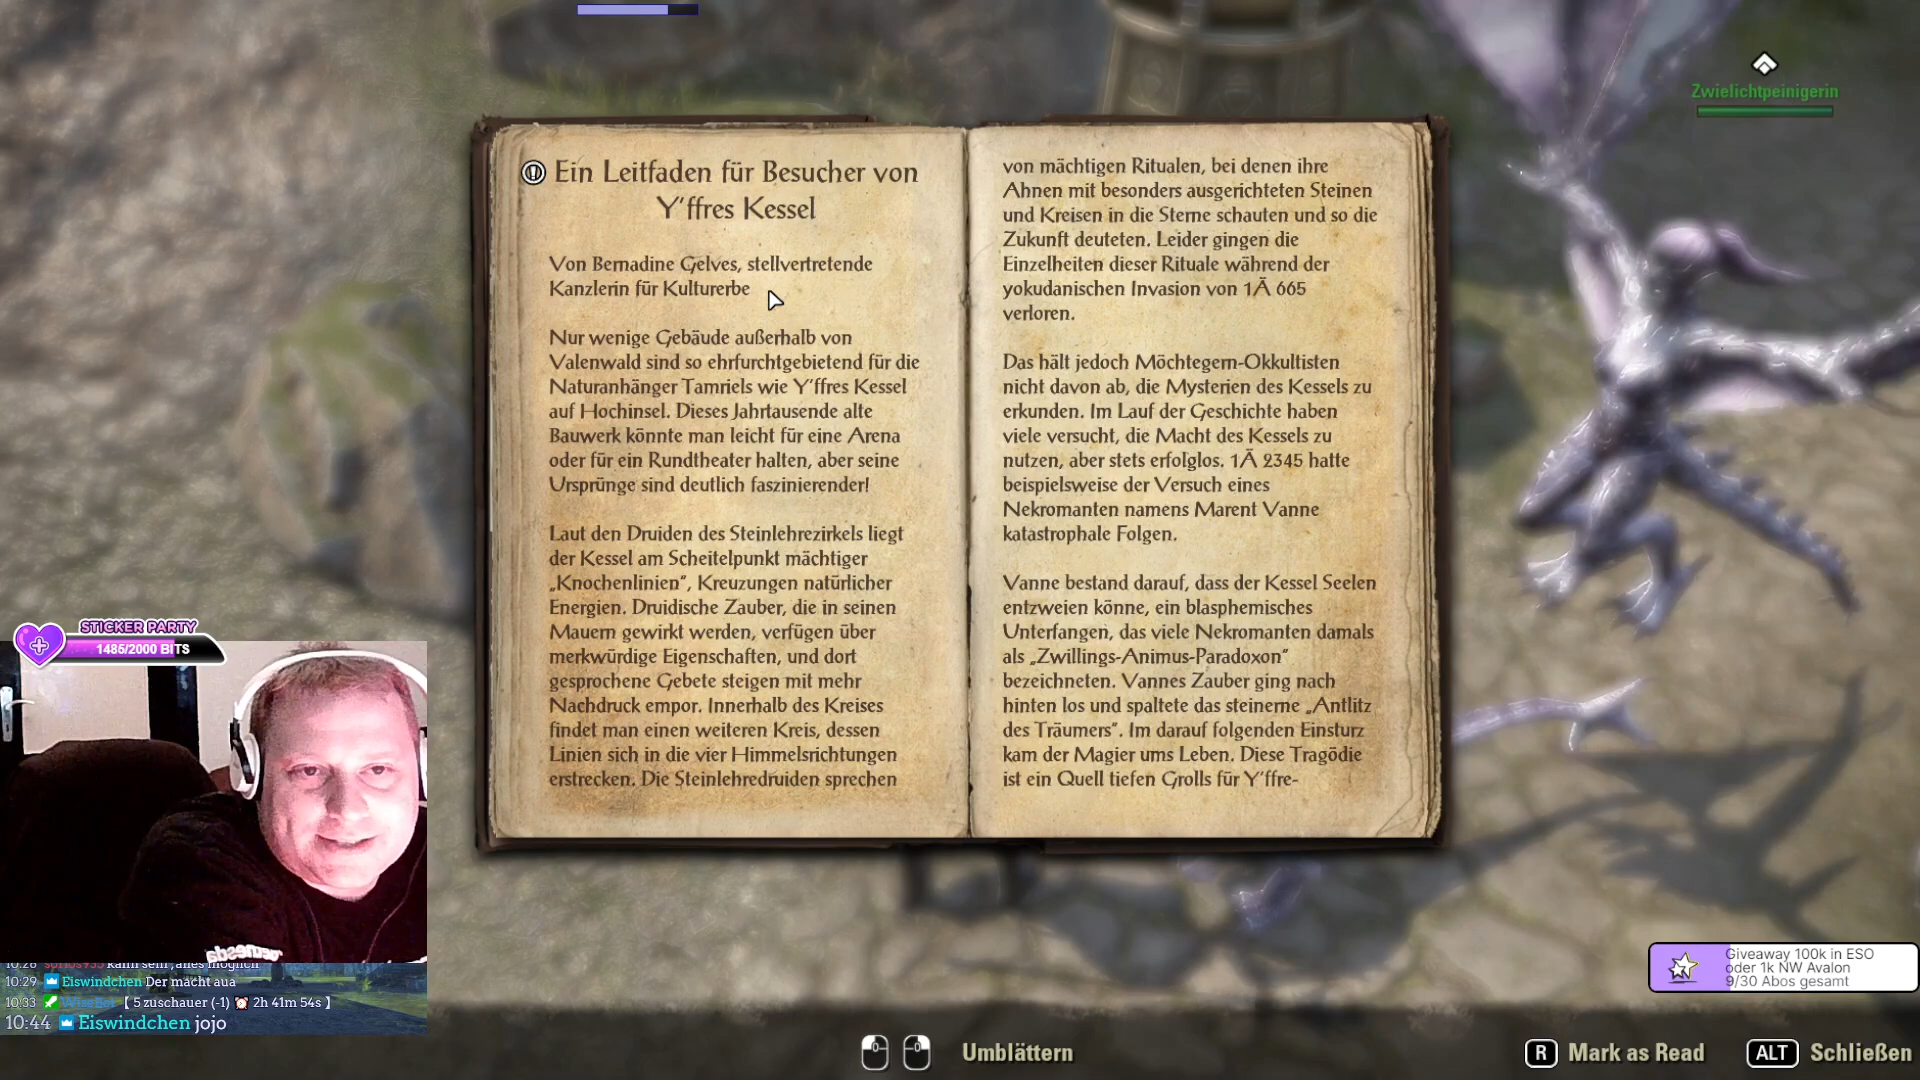 Zwielichtpeinigerin
Ein Leitfaden für Besucher von
Y'ffres Kessel
Von Bernadine Gelves, stellvertretende
Kanzlerin für Kulturerbe
Nur wenige Gebäude außerhalb von
Valenwald sind so ehrfurchtgebietend für die
Naturanhänger Tamriels wie Y'ffres Kessel
auf Hochinsel. Dieses Jahrtausende alte
Bauwerk könnte man leicht für eine Arena
oder für ein Rundtheater halten, aber seine
Ursprünge sind deutlich faszinierender!
Laut den Druiden des Steinlehrezirkels liegt
der Kessel am Scheitelpunkt mächtiger
„Knochenlinien“, Kreuzungen natürlicher
Energien. Druidische Zauber, die in seinen
Mauern gewirkt werden, verfügen über
merkwürdige Eigenschaften, und dort
gesprochene Gebete steigen mit mehr
Nachdruck empor. Innerhalb des Kreises
findet man einen weiteren Kreis, dessen
Linien sich in die vier Himmelsrichtungen
erstrecken. Die Steinlehredruiden sprechen
von mächtigen Ritualen, bei denen ihre
Ahnen mit besonders ausgerichteten Steinen
und Kreisen in die Sterne schauten und so die
Zukunft deuteten. Leider gingen die
Einzelheiten dieser Rituale während der
yokudanischen Invasion von 1Ä 665
verloren.
Das hält jedoch Möchtegern-Okkultisten
nicht davon ab, die Mysterien des Kessels zu
erkunden. Im Lauf der Geschichte haben
viele versucht, die Macht des Kessels zu
nutzen, aber stets erfolglos. 1Ä 2345 hatte
beispielsweise der Versuch eines
Nekromanten namens Marent Vanne
katastrophale Folgen.
Vanne bestand darauf, dass der Kessel Seelen
entzweien könne, ein blasphemisches
Unterfangen, das viele Nekromanten damals
als „Zwillings-Animus-Paradoxon“
bezeichneten. Vannes Zauber ging nach
hinten los und spaltete das steinerne „Antlitz
des Träumers“. Im darauf folgenden Einsturz
kam der Magier ums Leben. Diese Tragödie
ist ein Quell tiefen Grolls für Y'ffre-
STICKER PARTY
1485/2000 BITS
10:28 kann sein ,alles möglich
10:29 Eiswindchen Der macht aua
10:33 【 5 zuschauer (-1) ⏰ 2h 41m 54s 】
10:44 Eiswindchen jojo
Giveaway 100k in ESO
oder 1k NW Avalon
9/30 Abos gesamt
Umblättern
R Mark as Read
ALT Schließen